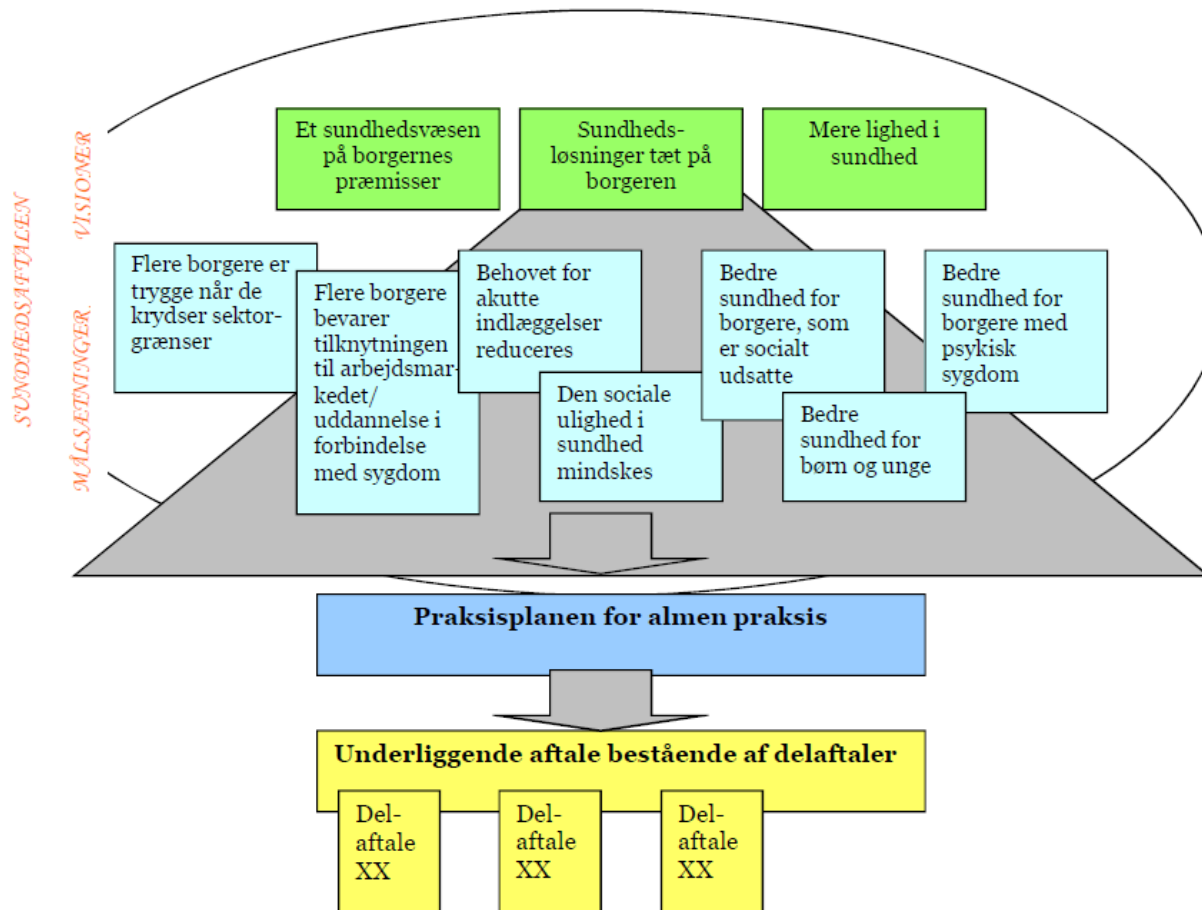 SUNDHEDSAFTALEN
VISIONER
MÅLSÆTNINGER
Et sundhedsvæsen
på borgernes
præmisser
Sundheds-
løsninger tæt på
borgeren
Mere lighed i
sundhed
Flere borgere er
trygge når de
krydser sektor-
grænser
Flere borgere
bevarer
tilknytningen
til arbejdsmar-
kedet/
uddannelse i
forbindelse
med sygdom
Behovet for
akutte
indlæggelser
reduceres
Den sociale
ulighed i
sundhed
mindskes
Bedre
sundhed for
borgere, som
er socialt
udsatte
Bedre
sundhed for
børn og unge
Bedre
sundhed for
borgere med
psykisk
sygdom
Praksisplanen for almen praksis
Underliggende aftale bestående af delaftaler
Del-
aftale
XX
Del-
aftale
XX
Del-
aftale
XX